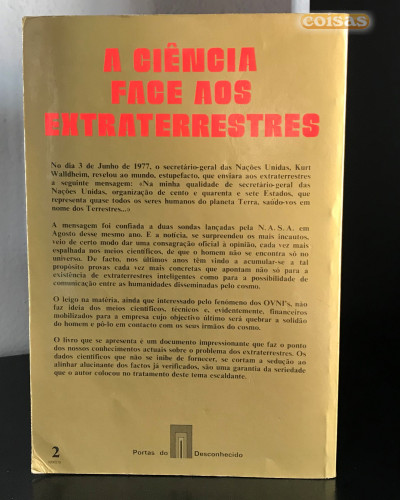 coisas
A CIÊNCIA
FACE AOS
EXTRATERRESTRES
No dia 3 de Junho de 1977, o secretário-geral das Nações Unidas, Kurt
Walldheim, revelou ao mundo, estupefacto, que enviara aos extraterrestres
a seguinte mensagem: «Na minha qualidade de secretário-geral das
Nações Unidas, organização de cento e quarenta e sete Estados, que
representa quase todos os seres humanos do planeta Terra, saúdo-vos em
nome dos Terrestres...»
A mensagem foi confiada a duas sondas lançadas pela N.A.S.A. em
Agosto desse mesmo ano. E a notícia, se surpreendeu os mais incautos,
veio de certo modo dar uma consagração oficial à opinião, cada vez mais
espalhada nos meios científicos, de que o homem não se encontra só no
universo. De facto, nos últimos anos têm vindo a acumular-se a tal
propósito provas cada vez mais concretas que apontam não só para a
existência de extraterrestres inteligentes como para a possibilidade de
comunicação entre as humanidades disseminadas pelo cosmo.
O leigo na matéria, ainda que interessado pelo fenómeno dos OVNI's, não
faz ideia dos meios científicos, técnicos e, evidentemente, financeiros
mobilizados para a empresa cujo objectivo último será quebrar a solidão
do homem e pô-lo em contacto com os seus irmãos do cosmo.
O livro que se apresenta é um documento impressionante que faz o ponto
dos nossos conhecimentos actuais sobre o problema dos extraterrestres. Os
dados científicos que não se inibe de fornecer, se cortam a sedução ao
alinhar alucinante dos factos já verificados, são uma garantia da seriedade
que o autor colocou no tratamento deste tema escaldante.
2
Portas do Desconhecido